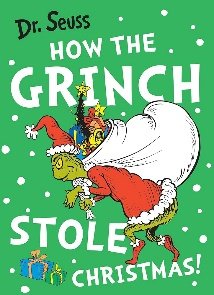 Dr. Seuss
HOW THE
GRINCH
STOLE
CHRISTMAS!